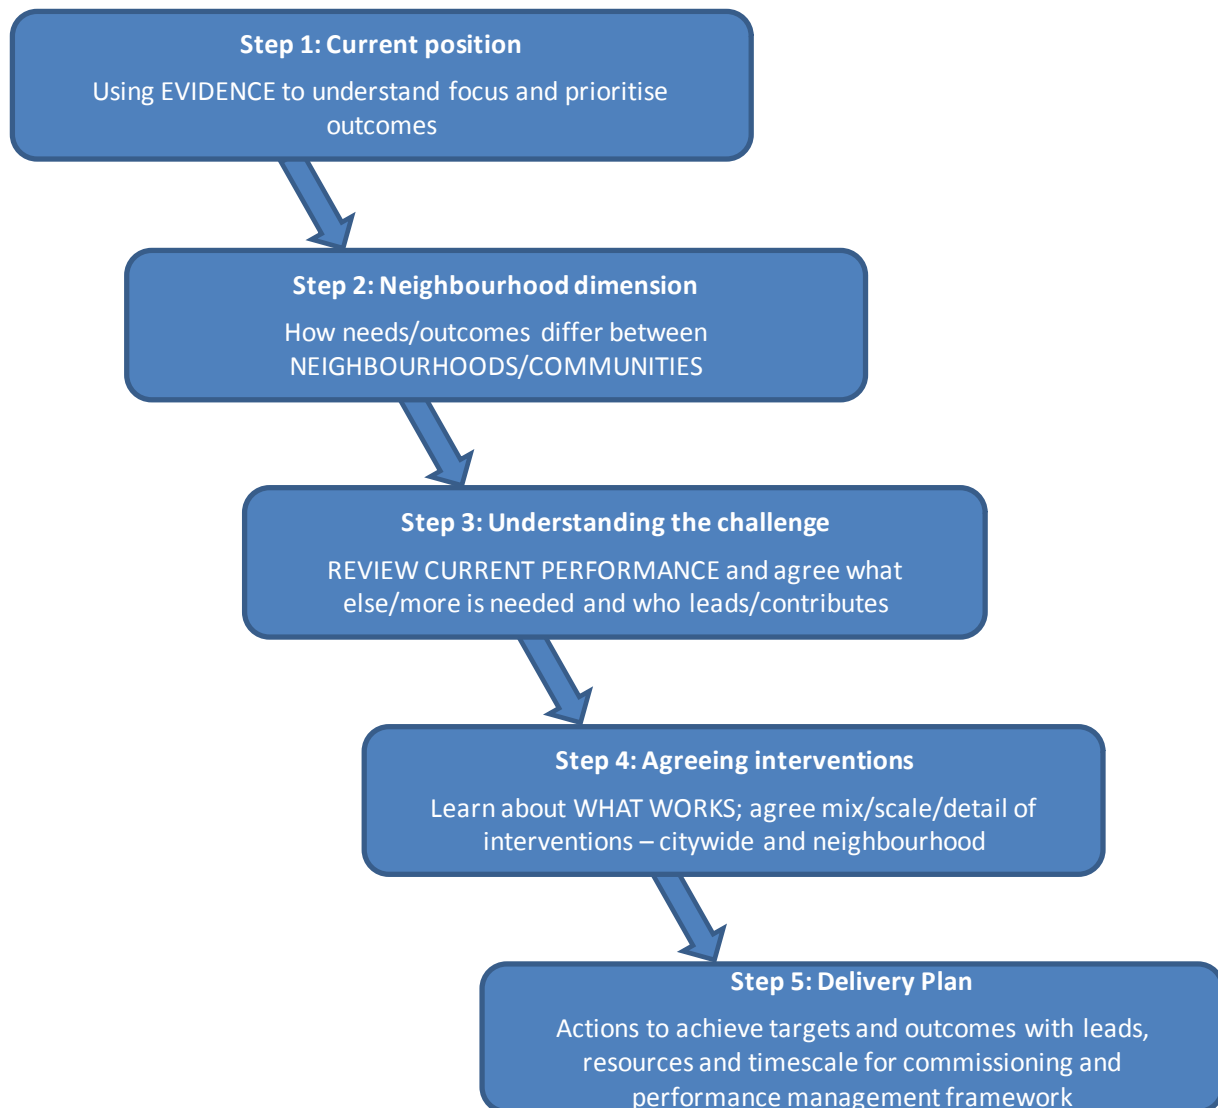 Step 1: Current position
Using EVIDENCE to understand focus and prioritise
outcomes
Step 2: Neighbourhood dimension
How needs/outcomes differ between
NEIGHBOURHOODS/COMMUNITIES
Step 3: Understanding the challenge
REVIEW CURRENT PERFORMANCE and agree what
else/more is needed and who leads/contributes
Step 4: Agreeing interventions
Learn about WHAT WORKS; agree mix/scale/detail of
interventions – citywide and neighbourhood
Step 5: Delivery Plan
Actions to achieve targets and outcomes with leads,
resources and timescale for commissioning and
performance management framework